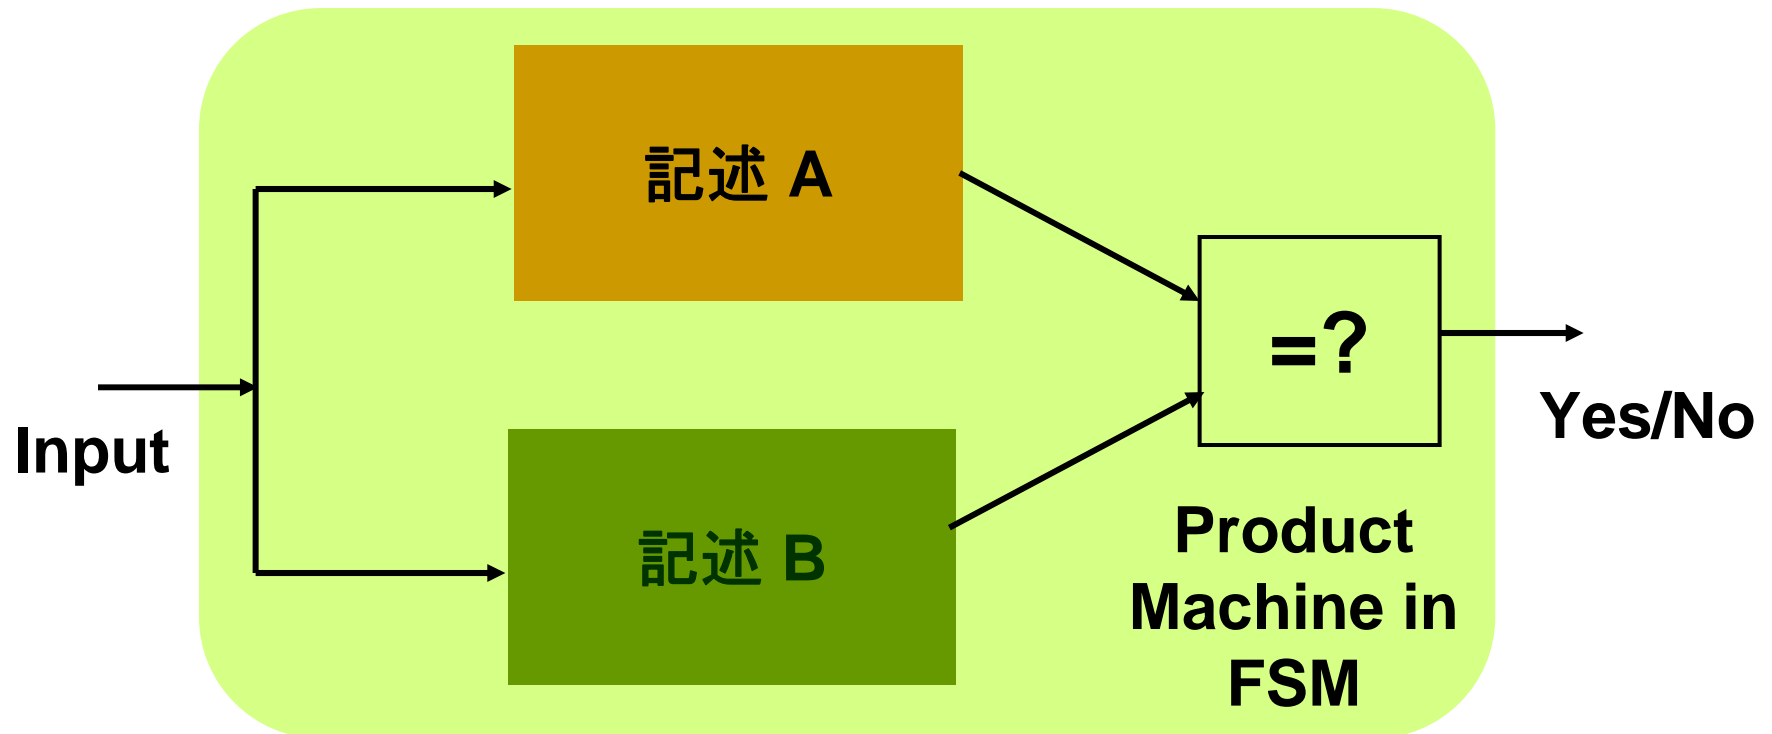 記述 A
=?
Yes/No
Input
記述 B
Product
Machine in
FSM